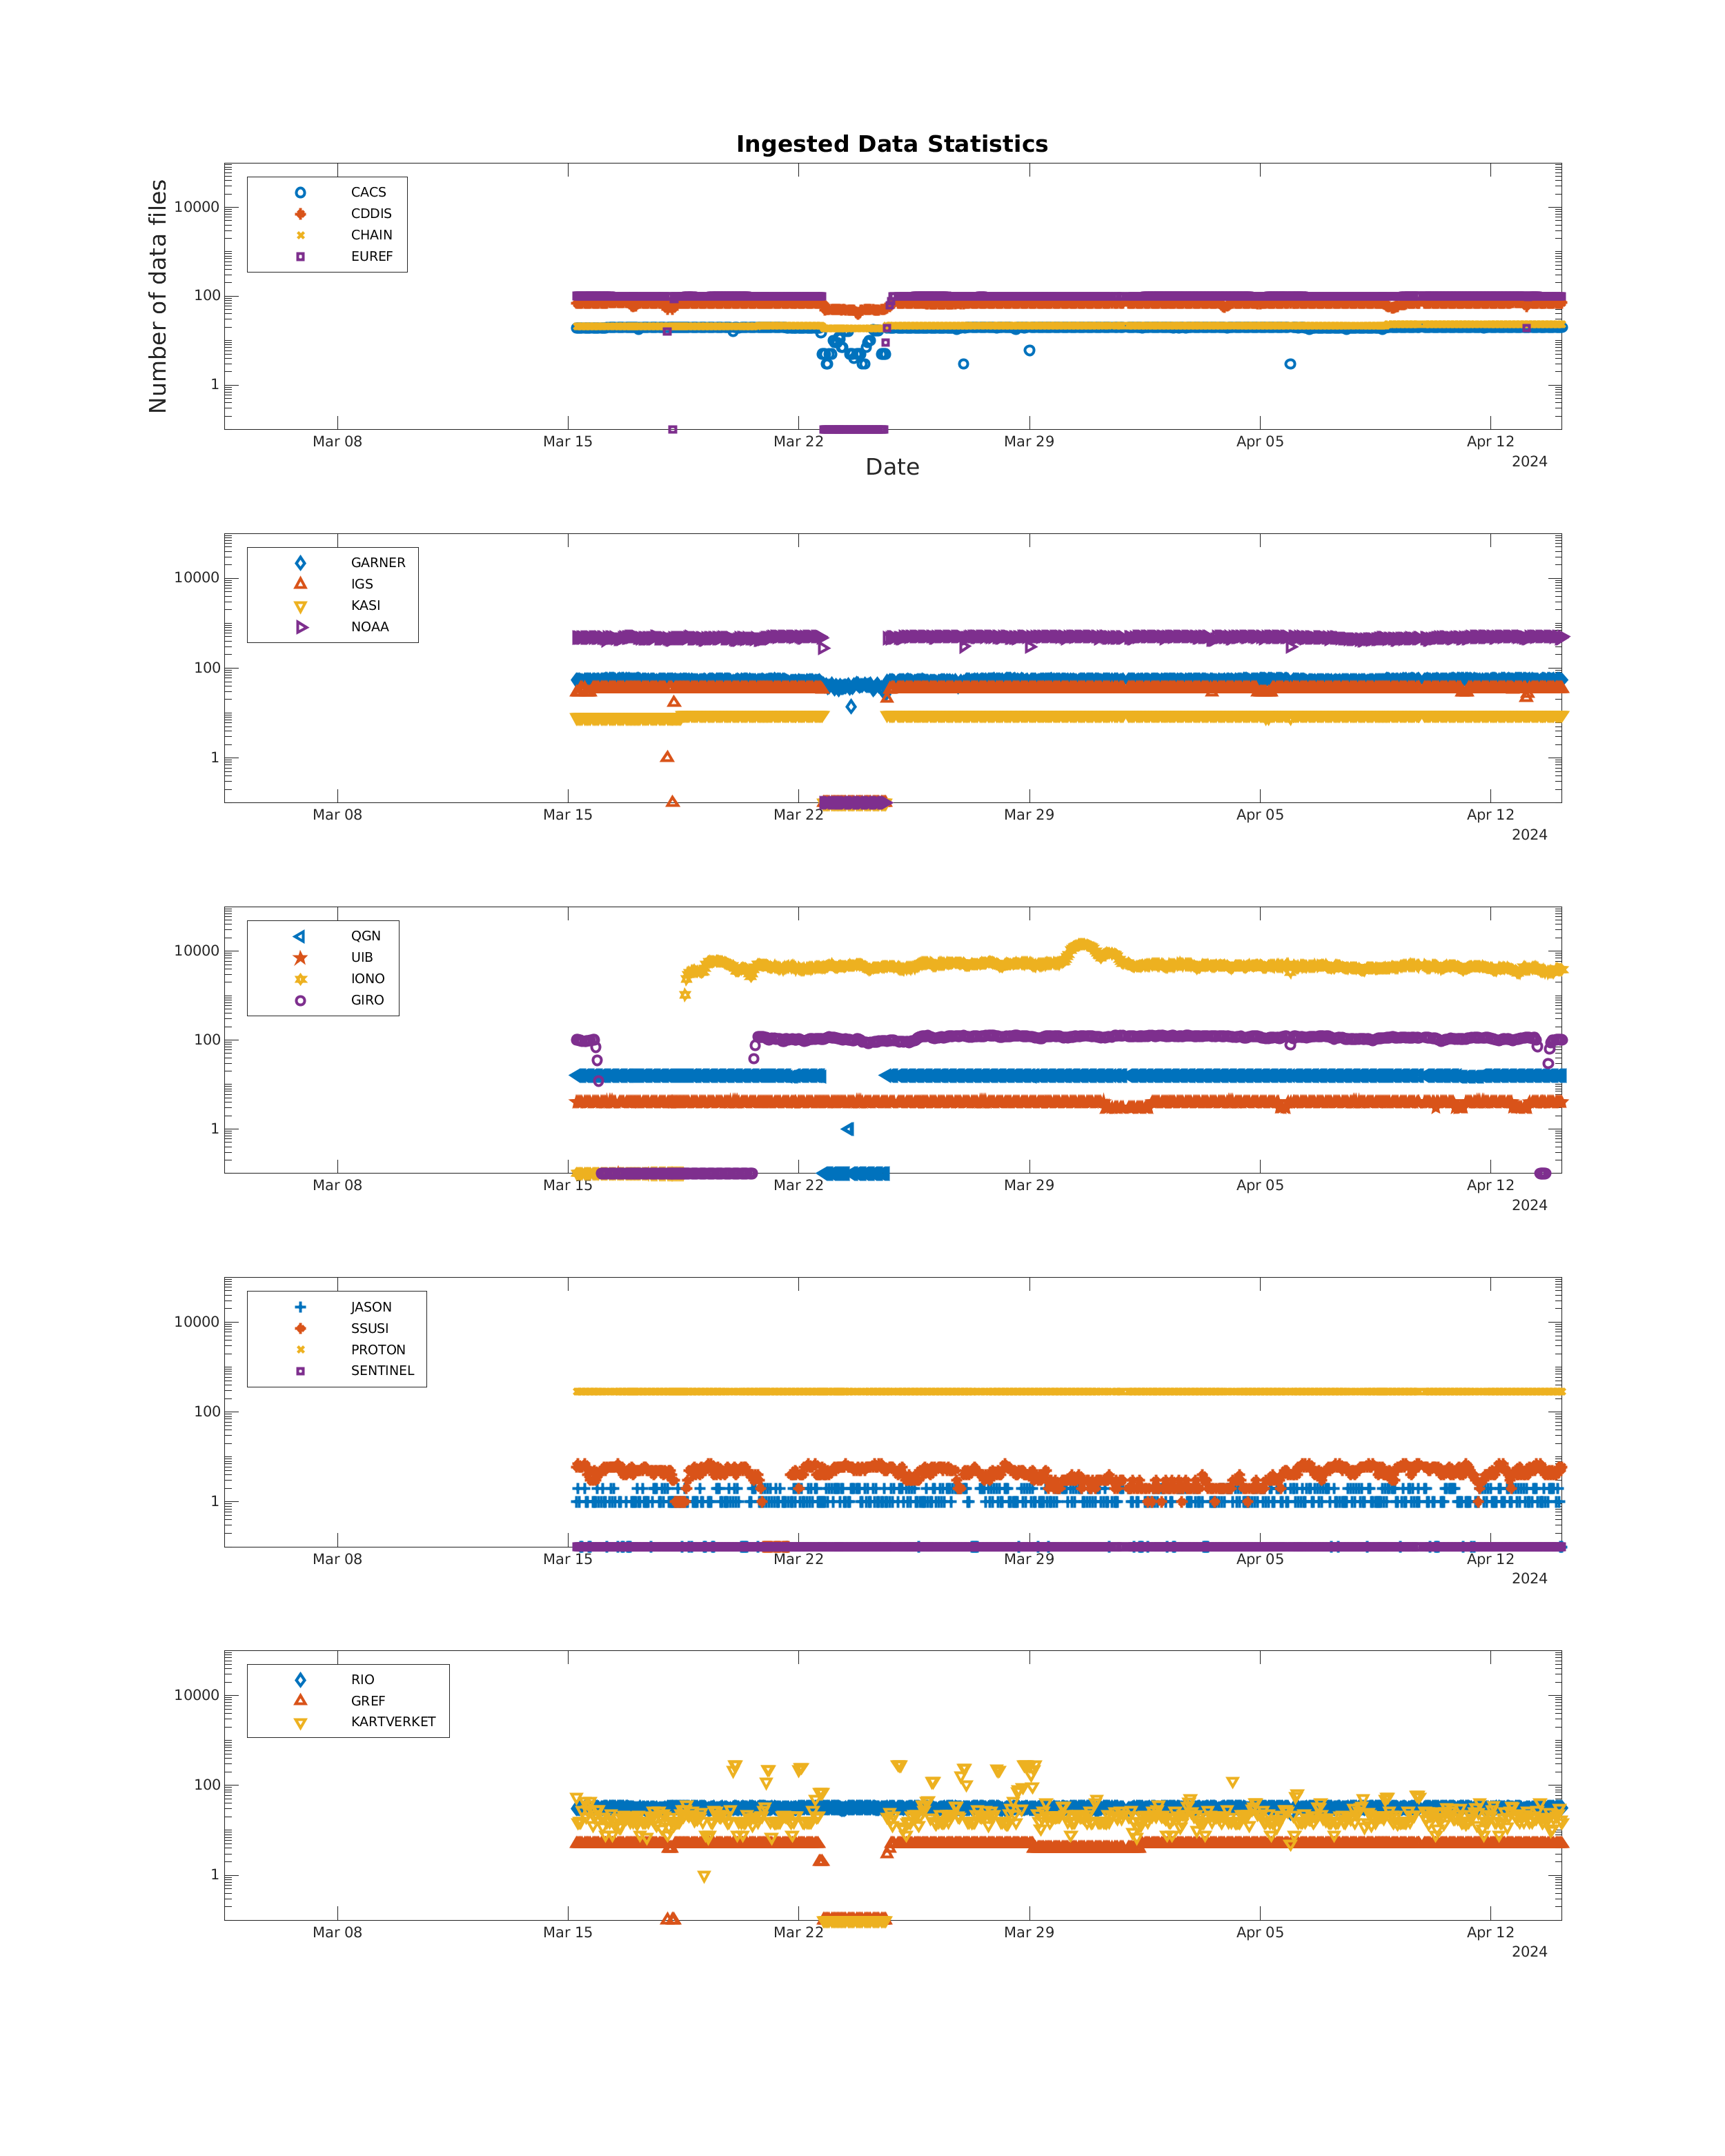 Ingested Data Statistics
Number of data files
10000
100
1
CACS
CDDIS
CHAIN
EUREF
Mar 08 Mar 15 Mar 22 Mar 29 Apr 05 Apr 12
2024
Date
10000
100
1
GARNER
IGS
KASI
NOAA
Mar 08 Mar 15 Mar 22 Mar 29 Apr 05 Apr 12
2024
10000
100
1
QGN
UIB
IONO
GIRO
Mar 08 Mar 15 Mar 22 Mar 29 Apr 05 Apr 12
2024
10000
100
1
JASON
SSUSI
PROTON
SENTINEL
Mar 08 Mar 15 Mar 22 Mar 29 Apr 05 Apr 12
2024
10000
100
1
RIO
GREF
KARTVERKET
Mar 08 Mar 15 Mar 22 Mar 29 Apr 05 Apr 12
2024